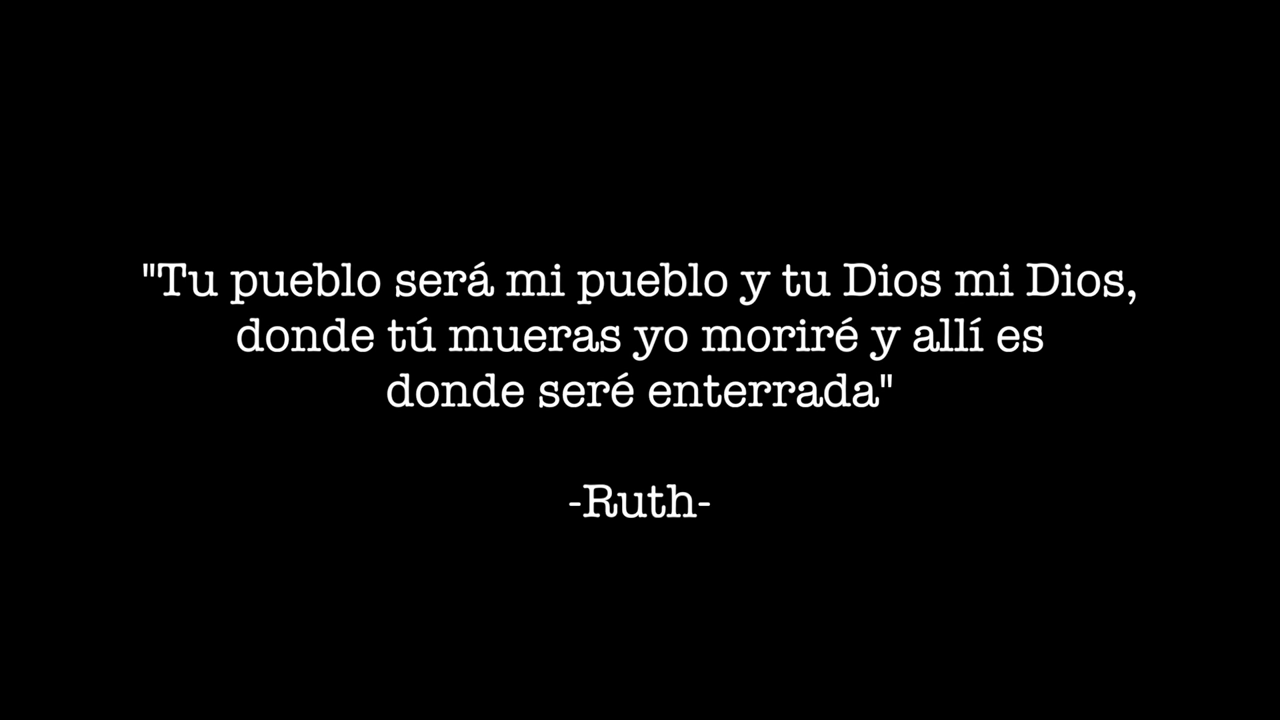 "Tu pueblo será mi pueblo y tu Dios mi Dios,
donde tú mueras yo moriré y allí es
donde seré enterrada"
-Ruth-